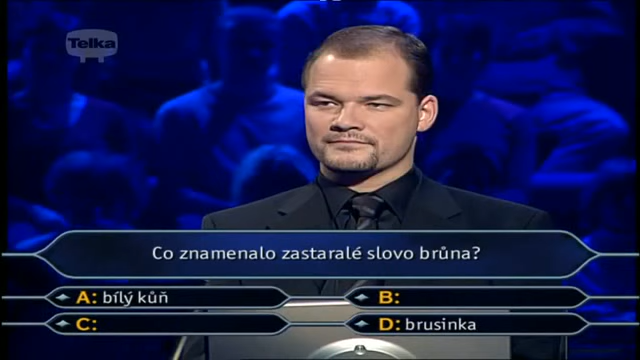 Telka
Co znamenalo zastaralé slovo brůna?
A: bílý kůň
B:
C:
D: brusinka